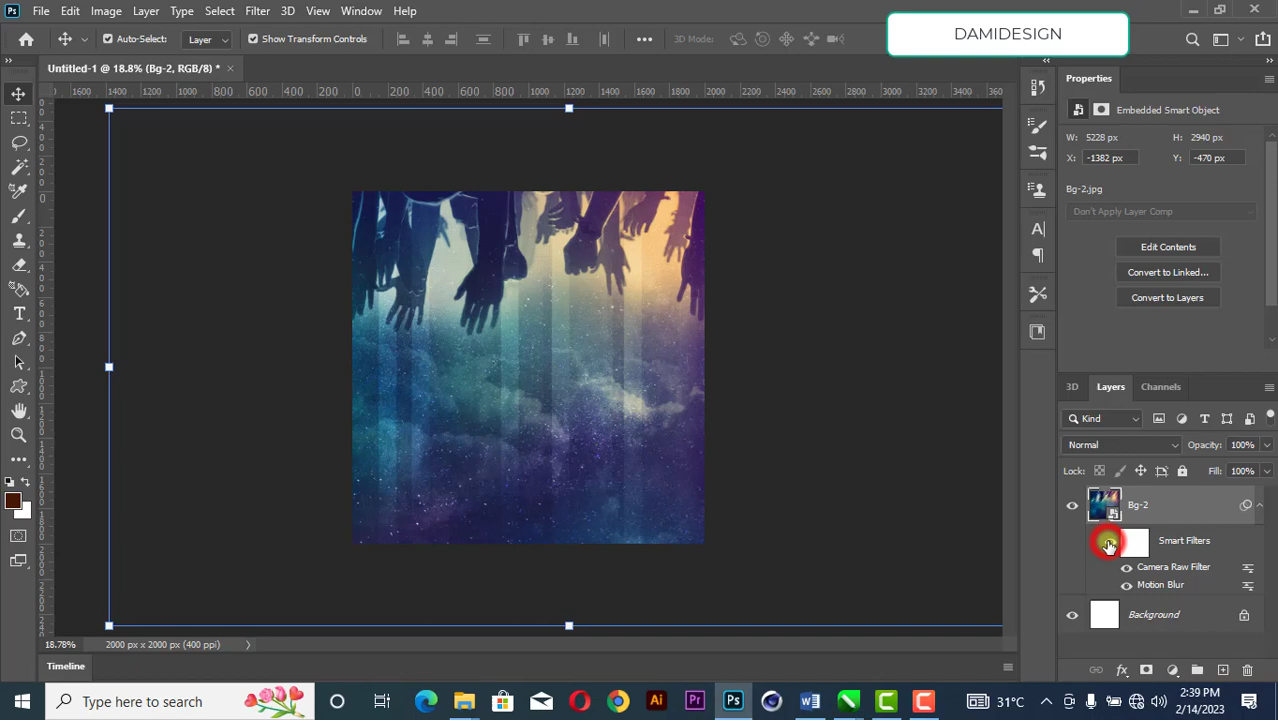 Ps File Edit Image Layer Type Select Filter 3D View Window Help
DAMIDESIGN
Auto-Select: Layer Show Transform Controls 3D Mode:
Untitled-1 @ 18.8% (Bg-2, RGB/8) *
1600 1400 1200 1000 800 600 400 200 0 200 400 600 800 1000 1200 1400 1600 1800 2000 2200 2400 2600 2800 3000 3200 3400
Properties
Embedded Smart Object
W: 5228 px H: 2940 px
X: -1382 px Y: -470 px
Bg-2.jpg
Don't Apply Layer Comp
Edit Contents
Convert to Linked...
Convert to Layers
3D Layers Channels
Kind
Normal Opacity: 100%
Lock: Fill: 100%
Bg-2
Smart Filters
Camera Raw Filter
Motion Blur
Background
18.78% 2000 px x 2000 px (400 ppi)
Timeline
Type here to search
Ai Pr Ps
31°C
2:39 PM
2/14/2023